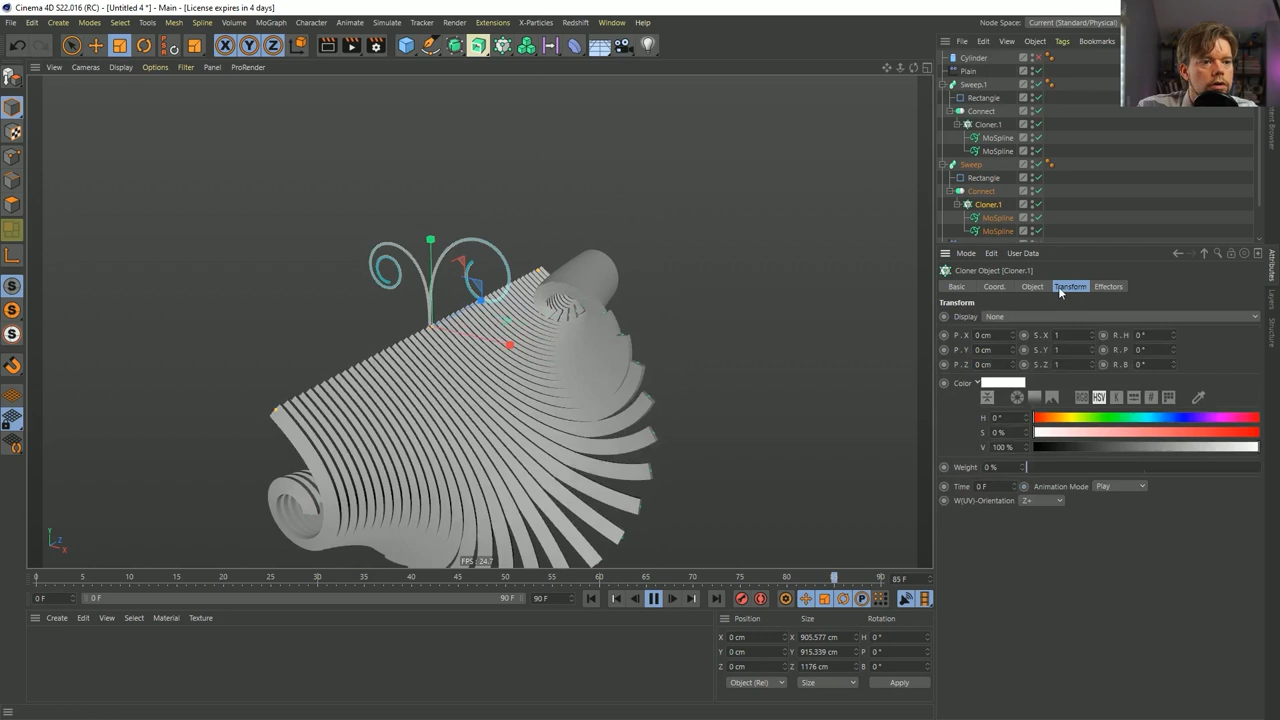 Cinema 4D S22.016 (RC) - [Untitled 4 *] - Main - [License expires in 4 days]
File Edit Create Modes Select Tools Mesh Spline Volume MoGraph Character Animate Simulate Tracker Render Extensions X-Particles Redshift Window Help
Node Space: Current (Standard/Physical)
File Edit View Object Tags Bookmarks
View Cameras Display Options Filter Panel ProRender
Cylinder
Plain
Sweep.1
Rectangle
Connect
Cloner.1
MoSpline
MoSpline
Sweep
Rectangle
Connect
Cloner.1
MoSpline
MoSpline
Mode Edit User Data
Cloner Object [Cloner.1]
Basic Coord. Object Transform Effectors
Transform
Display None
P . X 0 cm S . X 1 R . H 0 °
P . Y 0 cm S . Y 1 R . P 0 °
P . Z 0 cm S . Z 1 R . B 0 °
Color
RGB HSV K
H 0 °
S 0 %
V 100 %
Weight 0 %
Time 0 F Animation Mode Play
W(UV)-Orientation Z+
Attributes
Layers
Structure
Y Z X
FPS : 24.7
0 5 10 15 20 25 30 35 40 45 50 55 60 65 70 75 80 90 85 F
0 F 0 F 90 F 90 F
Create Edit View Select Material Texture
Position Size Rotation
X 0 cm X 905.577 cm H 0 °
Y 0 cm Y 915.339 cm P 0 °
Z 0 cm Z 1176 cm B 0 °
Object (Rel) Size Apply